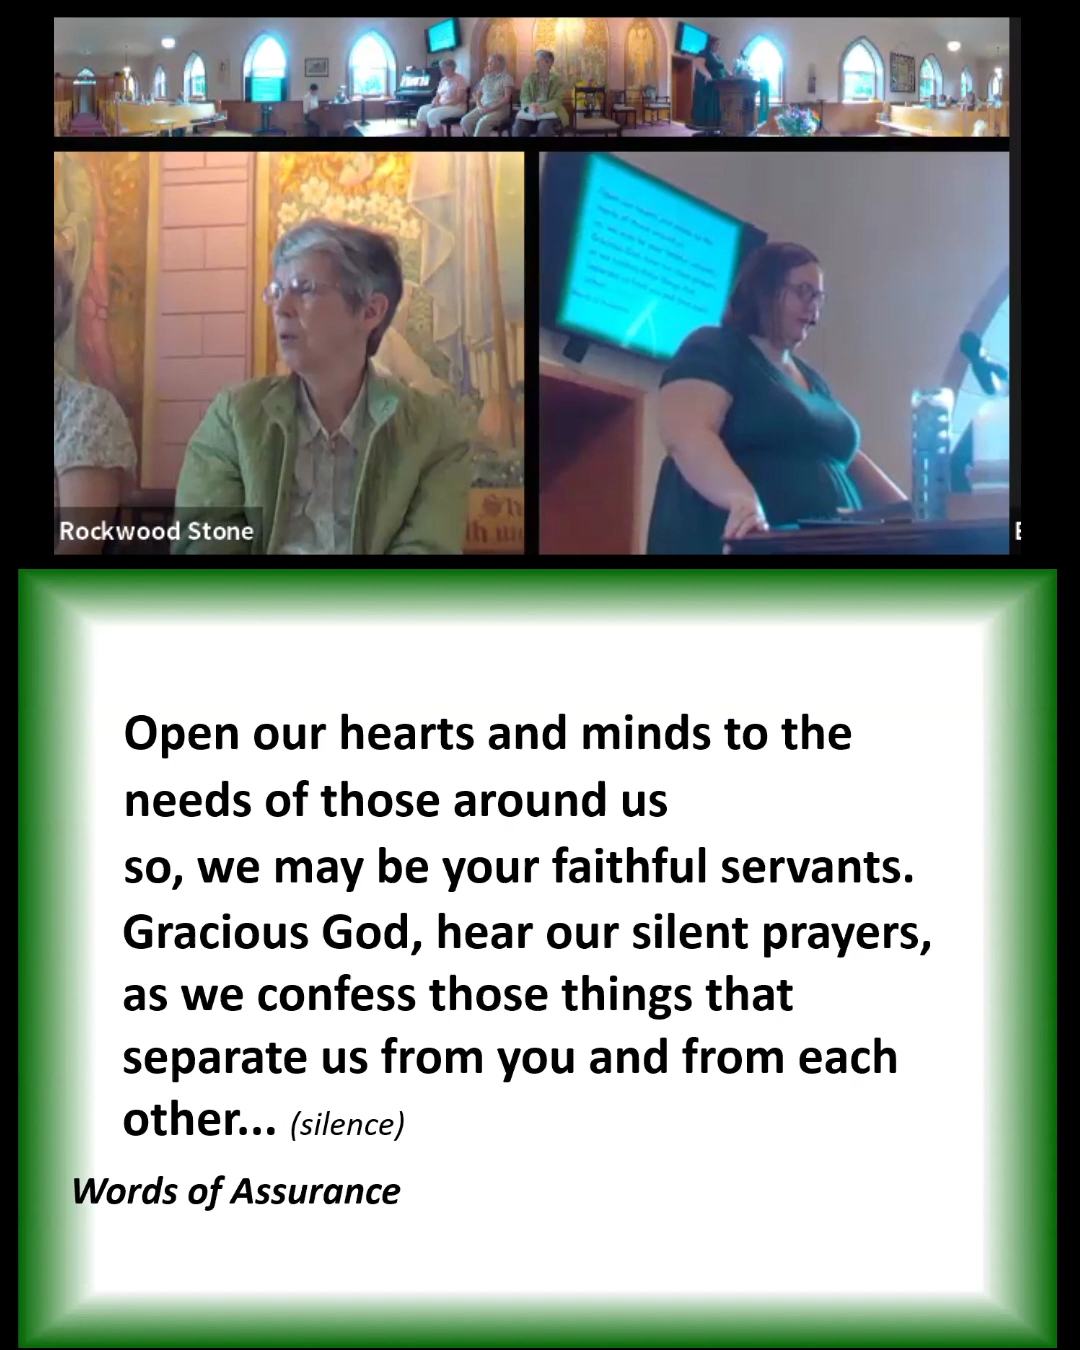 Rockwood Stone
Open our hearts and minds to the
needs of those around us
so, we may be your faithful servants.
Gracious God, hear our silent prayers,
as we confess those things that
separate us from you and from each
other... (silence)
Words of Assurance